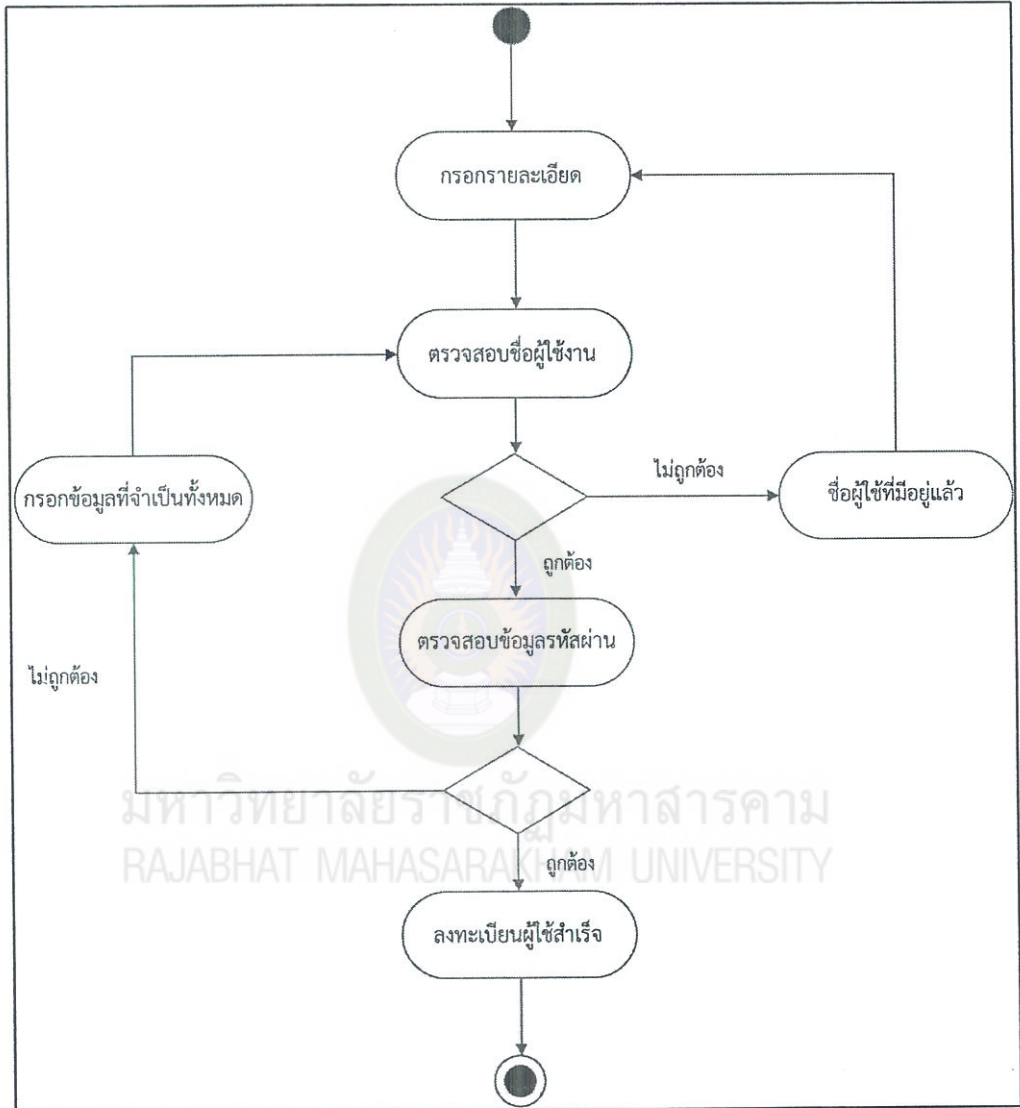 กรอกรายละเอียด
ตรวจสอบชื่อผู้ใช้งาน
กรอกข้อมูลที่จำเป็นทั้งหมด
ไม่ถูกต้อง
ชื่อผู้ใช้ที่มีอยู่แล้ว
ถูกต้อง
ตรวจสอบข้อมูลรหัสผ่าน
ไม่ถูกต้อง
มหาวิทยาลัยราชภัฏมหาสารคาม
RAJABHAT MAHASARAKHAM UNIVERSITY
ถูกต้อง
ลงทะเบียนผู้ใช้สำเร็จ